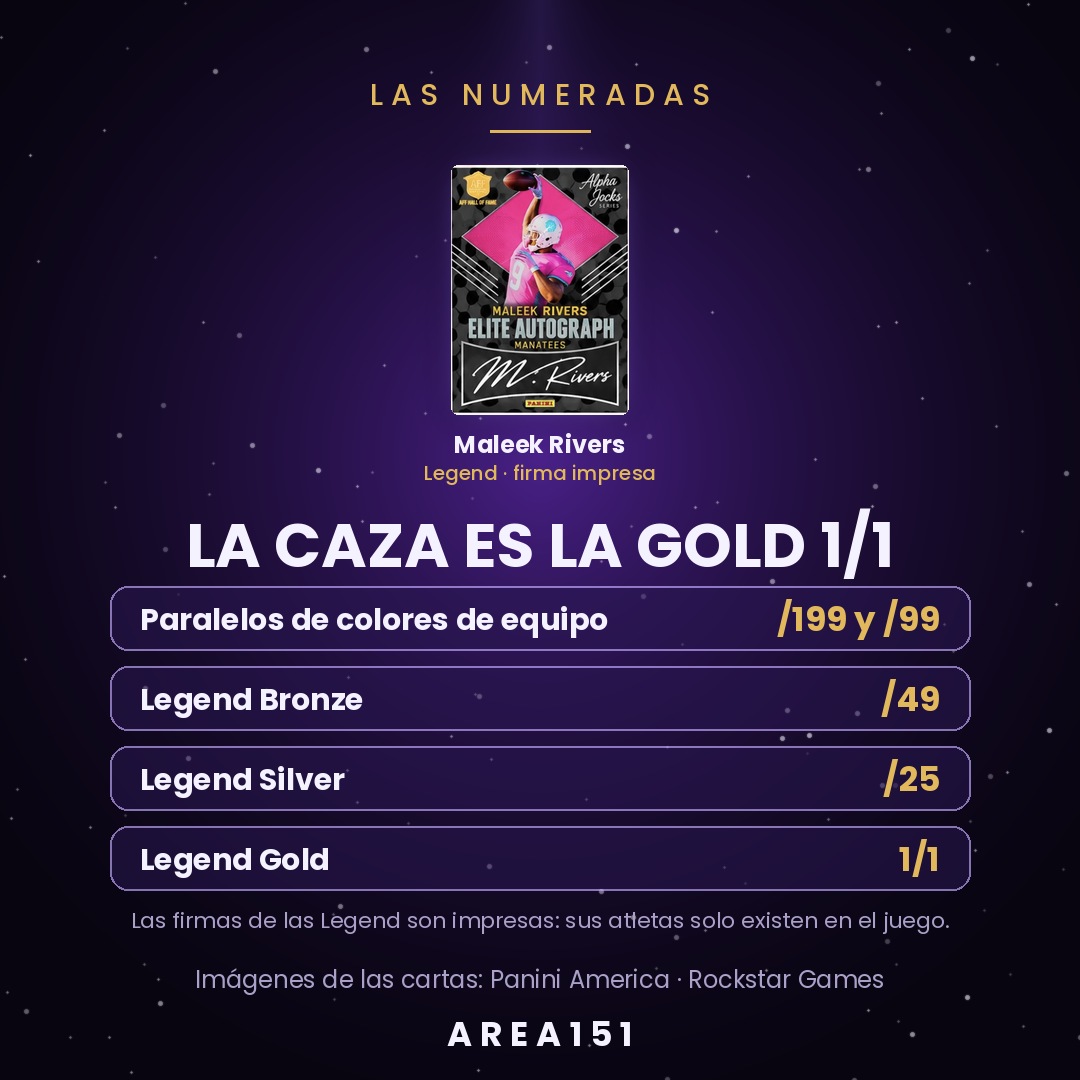 LAS NUMERADAS
AFF
AFF HALL OF FAME
Alpha
Jocks
SERIES
9
MALEEK RIVERS
ELITE AUTOGRAPH
MANATEES
M. Rivers
PANINI
Maleek Rivers
Legend · firma impresa
LA CAZA ES LA GOLD 1/1
Paralelos de colores de equipo /199 y /99
Legend Bronze /49
Legend Silver /25
Legend Gold 1/1
Las firmas de las Legend son impresas: sus atletas solo existen en el juego.
Imágenes de las cartas: Panini America · Rockstar Games
AREA151